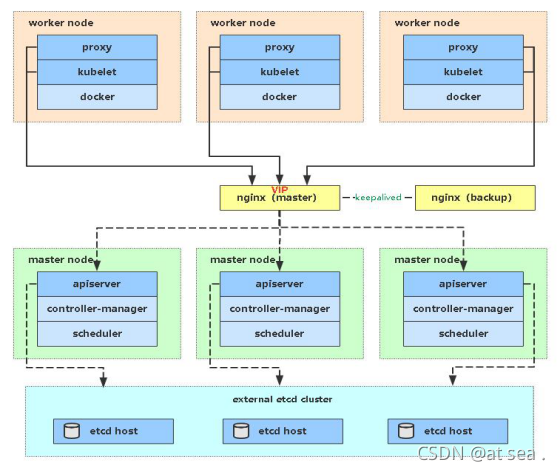 worker node worker node worker node
proxy proxy proxy
kubelet kubelet kubelet
docker docker docker
VIP
nginx (master) keepalived nginx (backup)
master node master node master node
apiserver apiserver apiserver
controller-manager controller-manager controller-manager
scheduler scheduler scheduler
external etcd cluster
etcd host etcd host etcd host
CSDN @at sea .